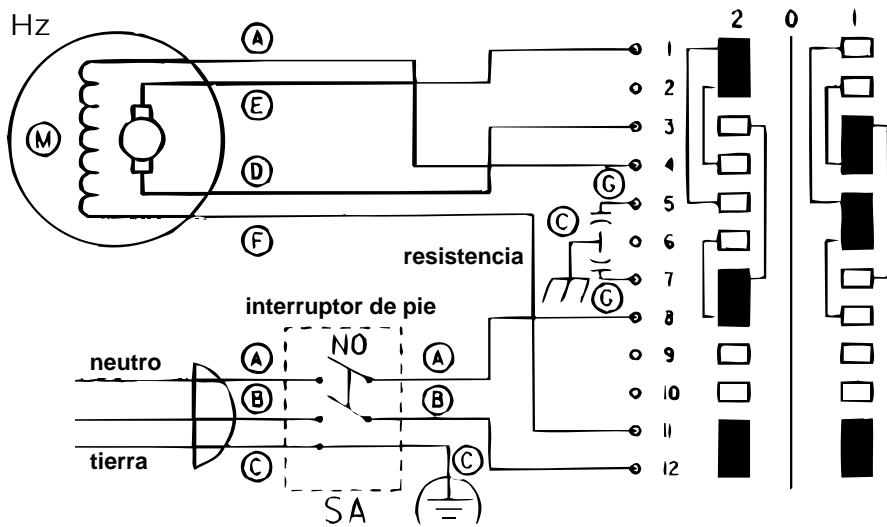 Hz
2 0 1
A
E
M
D
F
1
2
3
4
G
5
C
6
7
G
8
9
10
11
12
resistencia
interruptor de pie
NO
neutro
A
A
B
B
tierra
C
C
SA